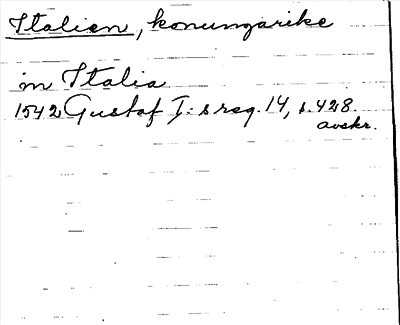 Italien, konungarike
in Italia
1542 Gustaf I:s reg. 14, s. 428.
avskr.